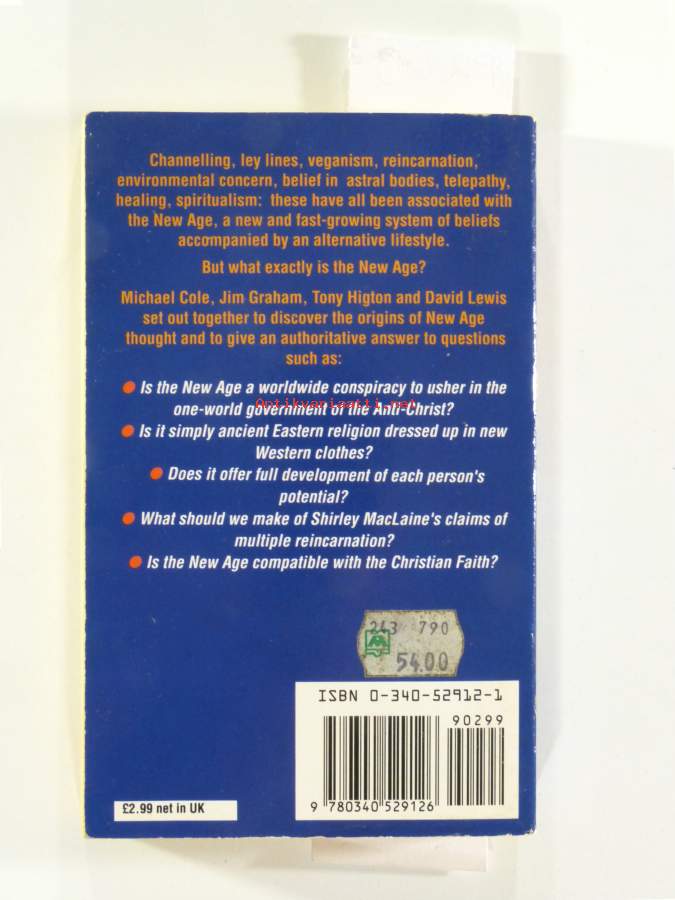 Channelling, ley lines, veganism, reincarnation,
environmental concern, belief in astral bodies, telepathy,
healing, spiritualism: these have all been associated with
the New Age, a new and fast-growing system of beliefs
accompanied by an alternative lifestyle.
But what exactly is the New Age?
Michael Cole, Jim Graham, Tony Higton and David Lewis
set out together to discover the origins of New Age
thought and to give an authoritative answer to questions
such as:
● Is the New Age a worldwide conspiracy to usher in the
one-world government of the Anti-Christ?
Optikvariaatti.net
● Is it simply ancient Eastern religion dressed up in new
Western clothes?
● Does it offer full development of each person's
potential?
● What should we make of Shirley MacLaine's claims of
multiple reincarnation?
● Is the New Age compatible with the Christian Faith?
243 790
54.00
ISBN 0-340-52912-1
90299
9 780340 529126
£2.99 net in UK